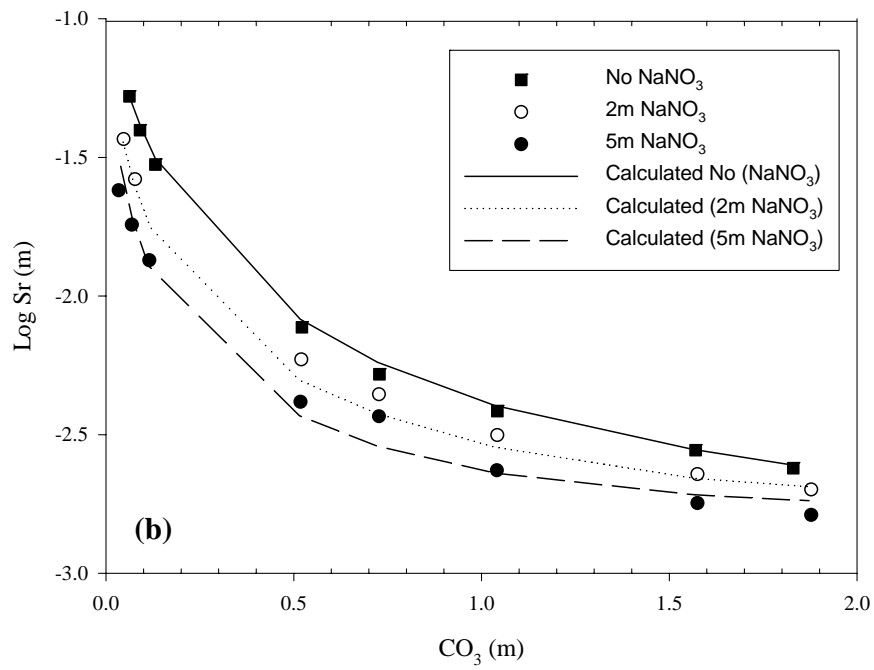 -1.0
-1.5
-2.0
-2.5
-3.0
Log Sr (m)
No NaNO₃
2m NaNO₃
5m NaNO₃
Calculated No (NaNO₃)
Calculated (2m NaNO₃)
Calculated (5m NaNO₃)
(b)
0.0 0.5 1.0 1.5 2.0
CO₃ (m)